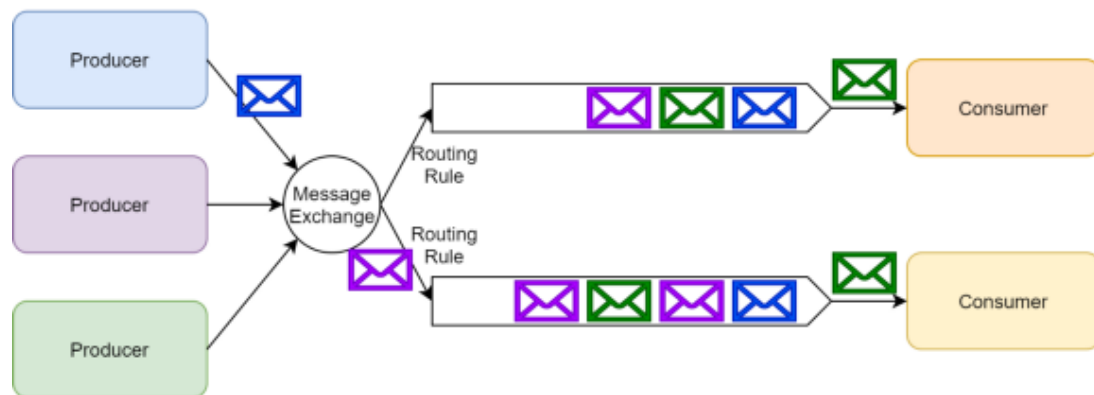 Producer
Consumer
Routing
Rule
Producer
Message
Exchange
Routing
Rule
Producer
Consumer